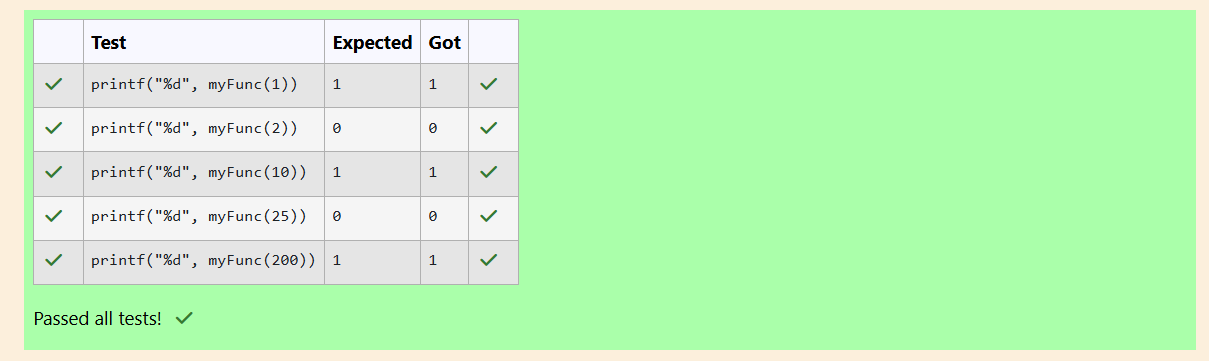 Test Expected Got
printf("%d", myFunc(1)) 1 1
printf("%d", myFunc(2)) 0 0
printf("%d", myFunc(10)) 1 1
printf("%d", myFunc(25)) 0 0
printf("%d", myFunc(200)) 1 1
Passed all tests!